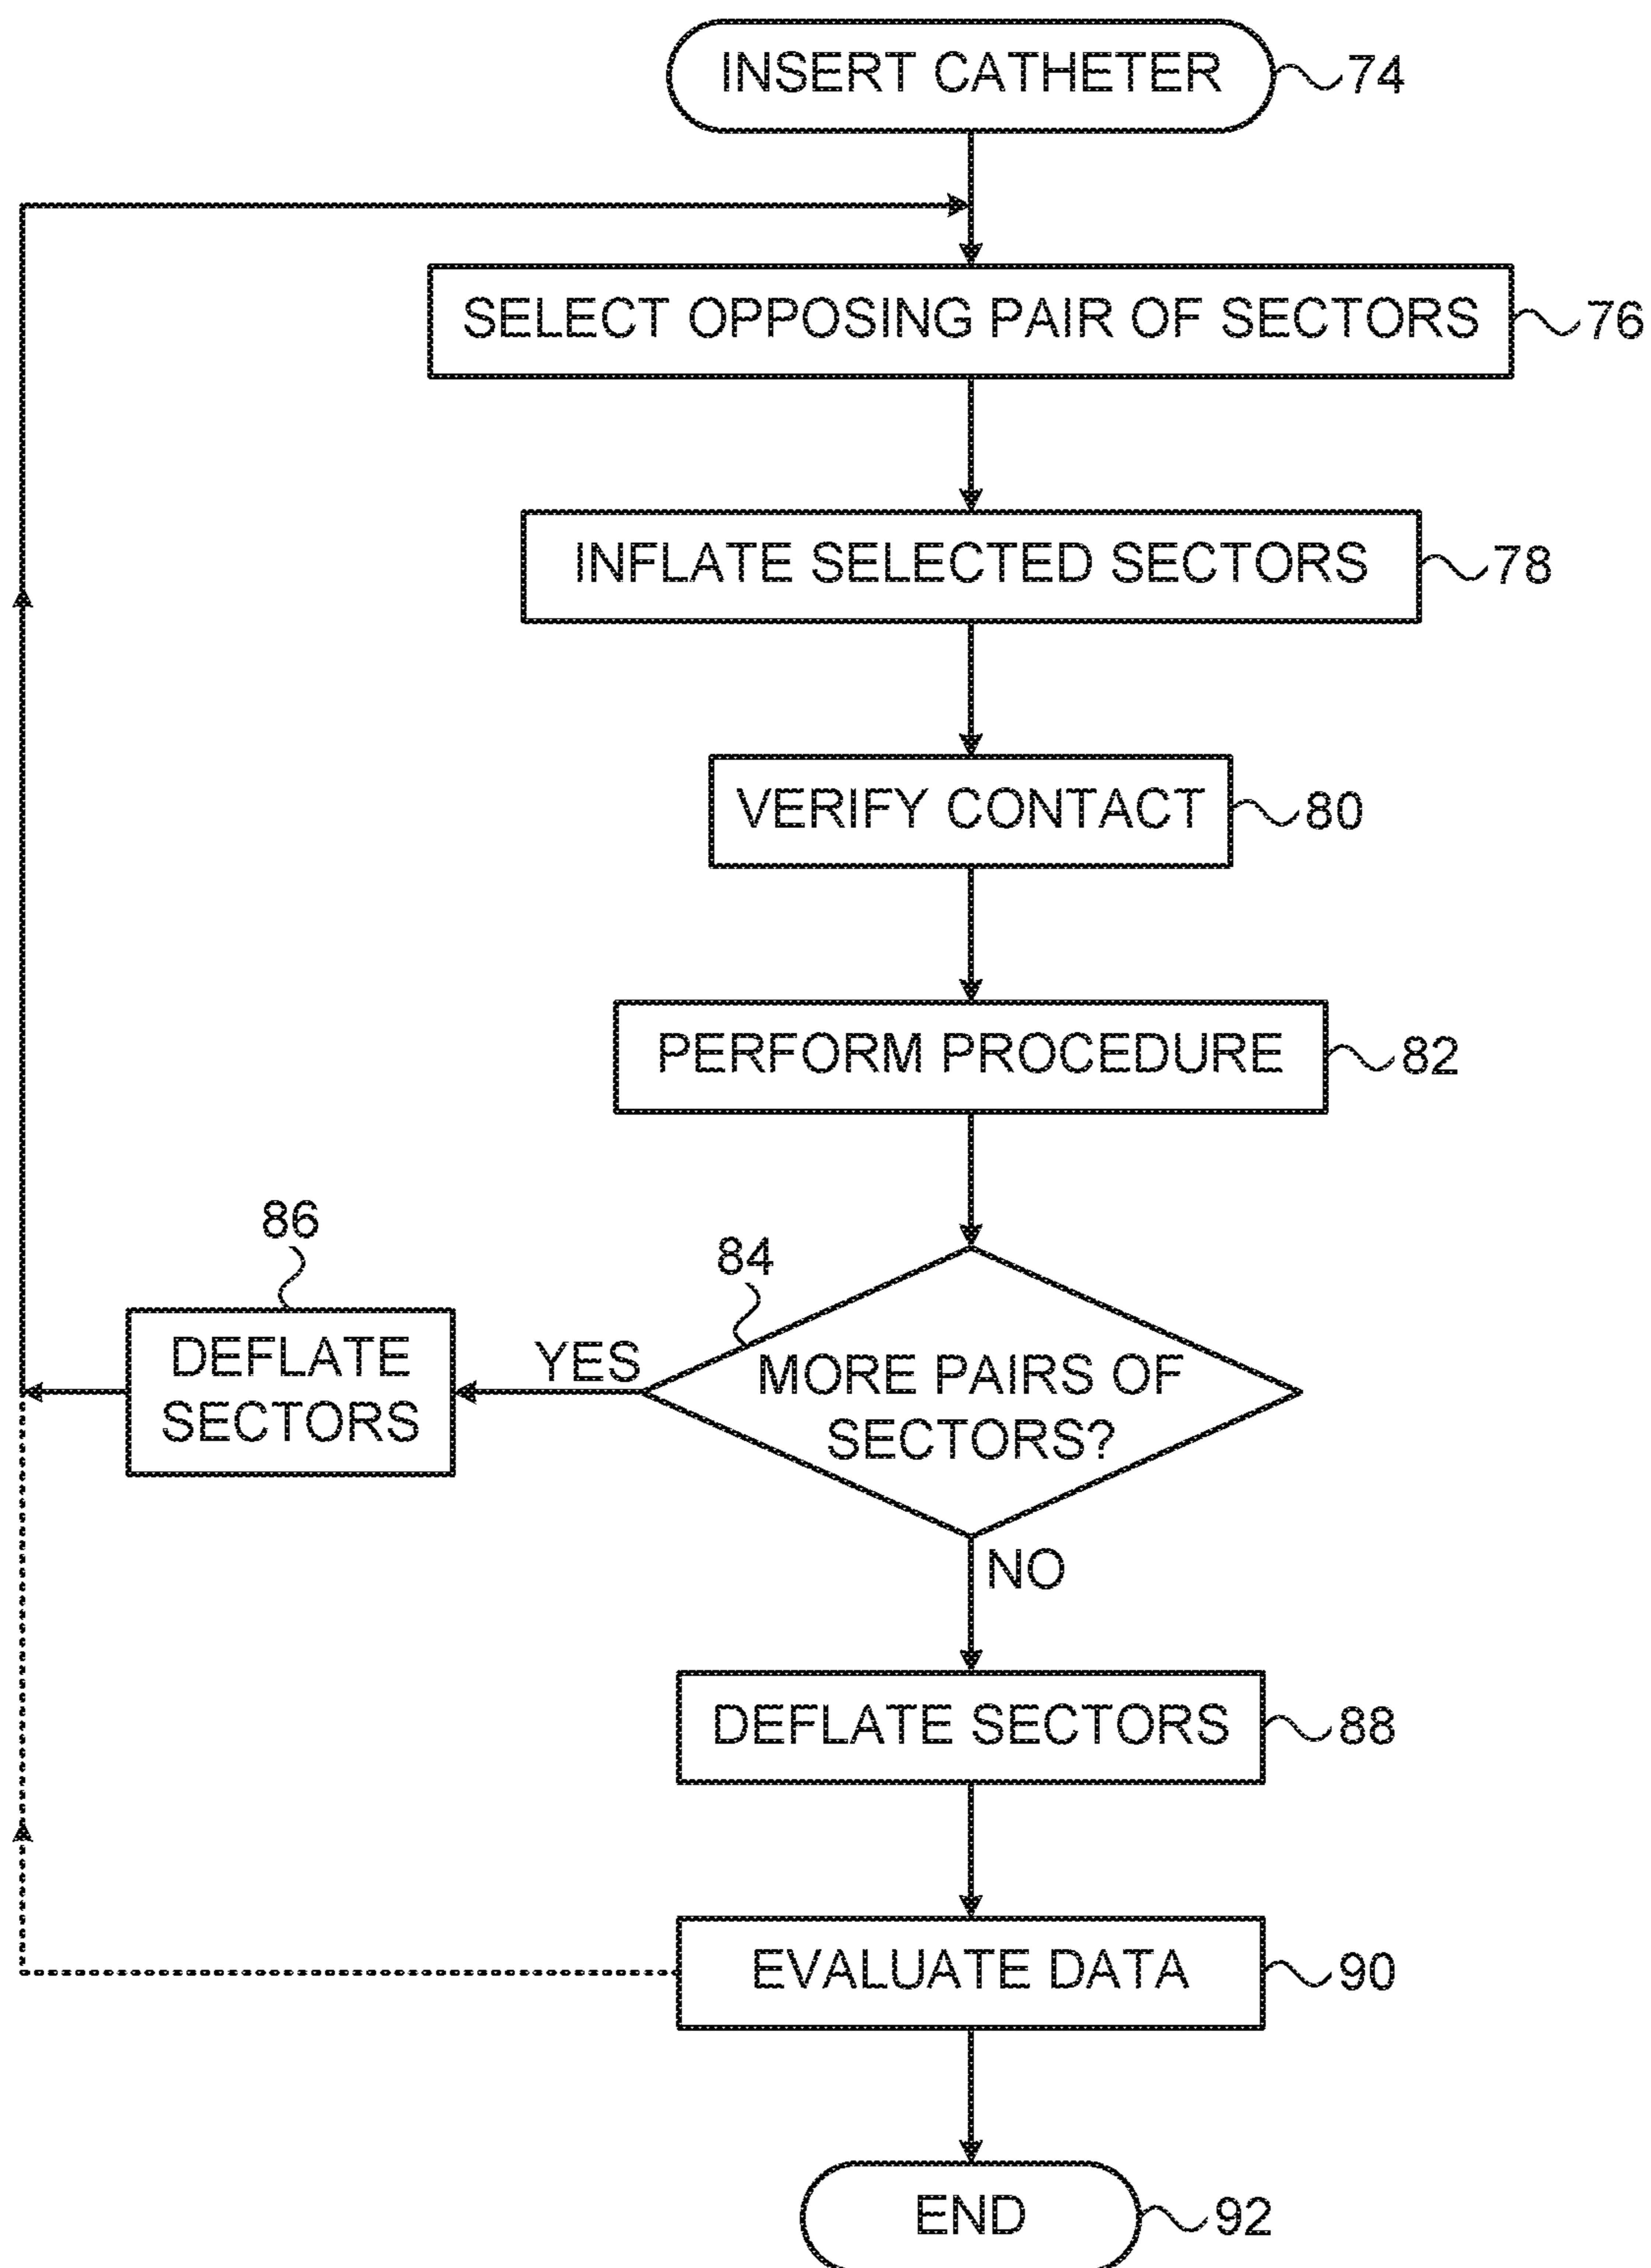 INSERT CATHETER
74
SELECT OPPOSING PAIR OF SECTORS
76
INFLATE SELECTED SECTORS
78
VERIFY CONTACT
80
PERFORM PROCEDURE
82
86
DEFLATE
SECTORS
YES
84
MORE PAIRS OF
SECTORS?
NO
DEFLATE SECTORS
88
EVALUATE DATA
90
END
92